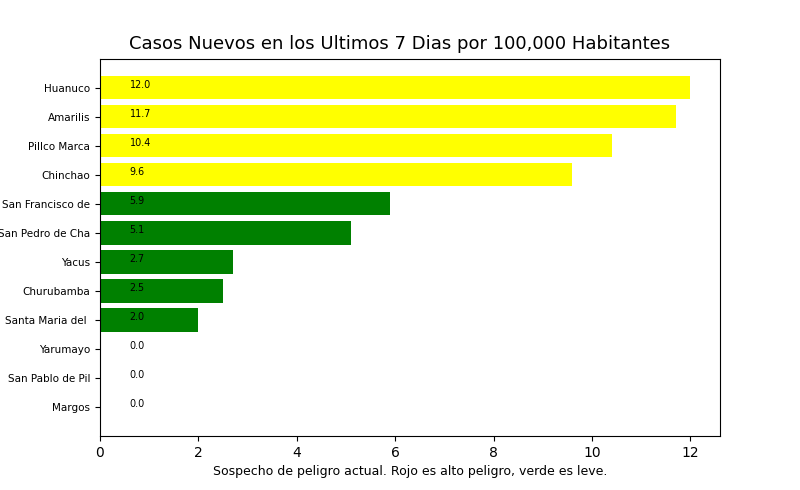 Casos Nuevos en los Ultimos 7 Dias por 100,000 Habitantes
Huanuco 12.0
Amarilis 11.7
Pillco Marca 10.4
Chinchao 9.6
San Francisco de 5.9
San Pedro de Cha 5.1
Yacus 2.7
Churubamba 2.5
Santa Maria del 2.0
Yarumayo 0.0
San Pablo de Pil 0.0
Margos 0.0
0 2 4 6 8 10 12
Sospecho de peligro actual. Rojo es alto peligro, verde es leve.